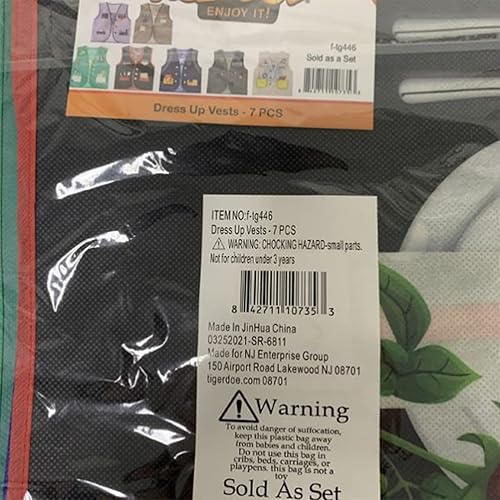 ENJOY IT!
f-tg446
Sold as a Set
Dress Up Vests - 7 PCS
ITEM NO:f-tg446
Dress Up Vests - 7 PCS
⚠ WARNING: CHOCKING HAZARD-small parts.
Not for children under 3 years
8 42711 10735 3
Made In JinHua China
03252021-SR-6811
Made for NJ Enterprise Group
150 Airport Road Lakewood NJ 08701
tigerdoe.com 08701
⚠Warning
To avoid danger of suffocation,
keep this plastic bag away
from babies and children.
Do not use this bag in
cribs, beds, carriages, or
playpens. this bag is not a
toy
Sold As Set